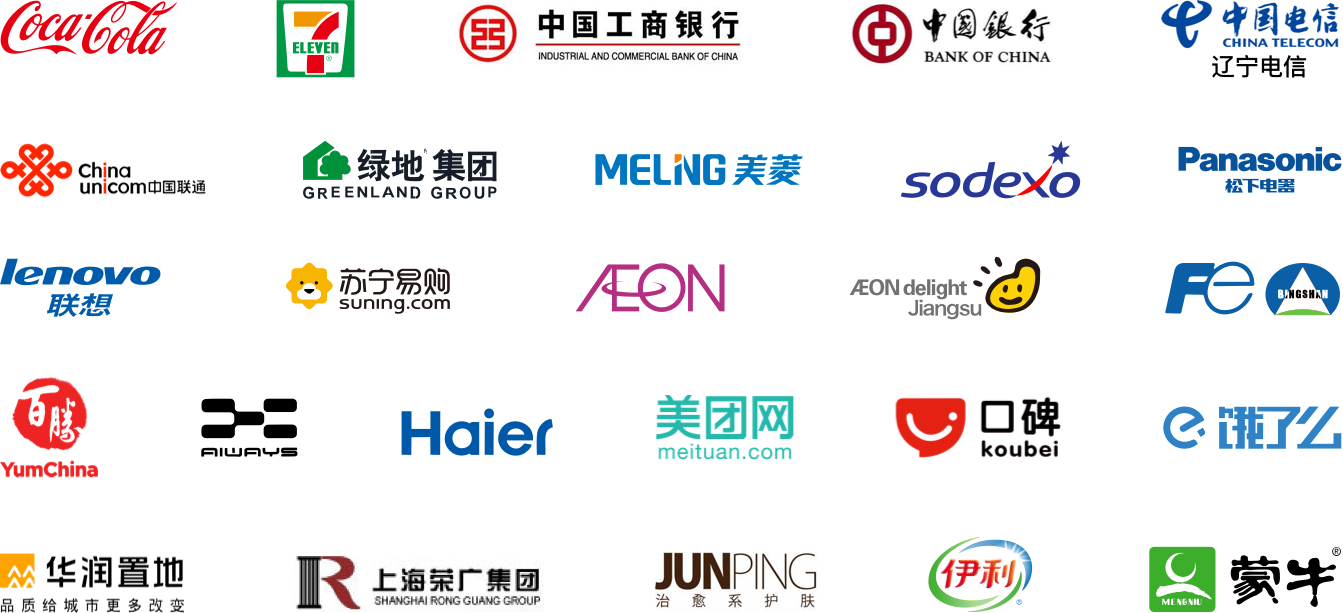 Coca-Cola
7
ELEVEN
®
中国工商银行
INDUSTRIAL AND COMMERCIAL BANK OF CHINA
中國銀行
BANK OF CHINA
中国电信
CHINA TELECOM
辽宁电信
China
unicom中国联通
绿地集团
GREENLAND GROUP
MELING美菱
sodexo
Panasonic
松下电器
lenovo
联想
苏宁易购
suning.com
ÆON
ÆON delight
Jiangsu
Fe
BINGSHAN
百勝
YumChina
AIWAYS
Haier
美团网
meituan.com
口碑
koubei
e 饿了么
华润置地
品质给城市更多改变
R
上海荣广集团
SHANGHAI RONG GUANG GROUP
JUNPING
治愈系护肤
伊利
®
MENGNIU
蒙牛
®